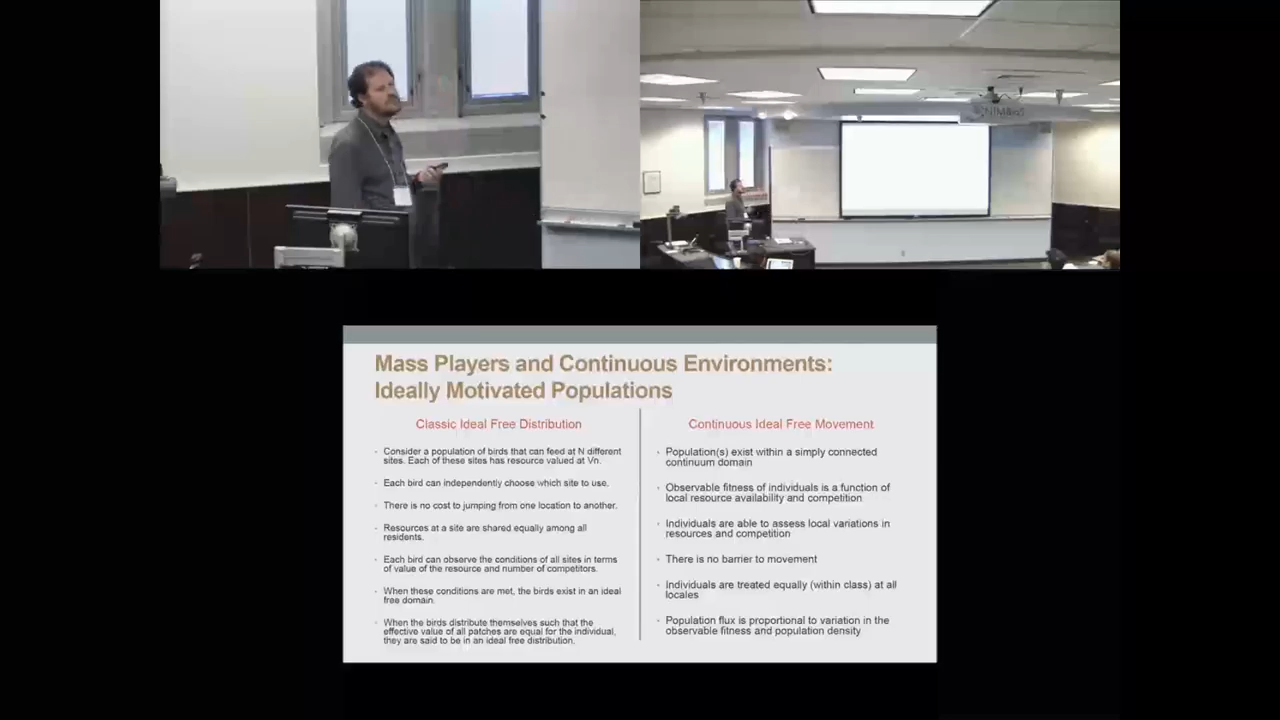 NIMBioS
Mass Players and Continuous Environments:
Ideally Motivated Populations
Classic Ideal Free Distribution
· Consider a population of birds that can feed at N different
sites. Each of these sites has resource valued at Vn.
· Each bird can independently choose which site to use.
· There is no cost to jumping from one location to another.
· Resources at a site are shared equally among all
residents.
· Each bird can observe the conditions of all sites in terms
of value of the resource and number of competitors.
· When these conditions are met, the birds exist in an ideal
free domain.
· When the birds distribute themselves such that the
effective value of all patches are equal for the individual,
they are said to be in an ideal free distribution.
Continuous Ideal Free Movement
· Population(s) exist within a simply connected
continuum domain
· Observable fitness of individuals is a function of
local resource availability and competition
· Individuals are able to assess local variations in
resources and competition
· There is no barrier to movement
· Individuals are treated equally (within class) at all
locales
· Population flux is proportional to variation in the
observable fitness and population density